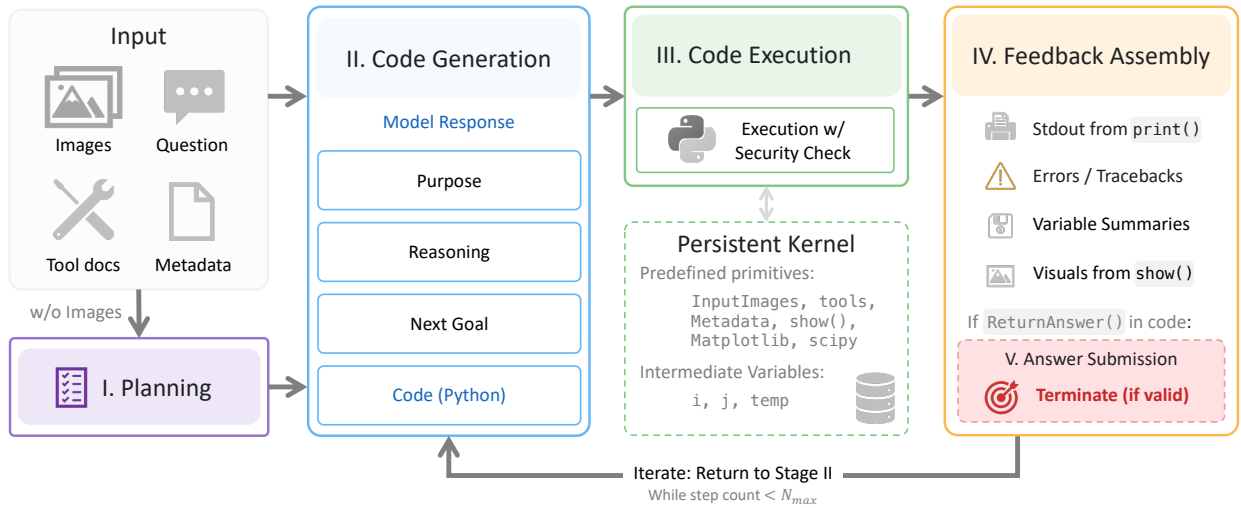 Input
Images
Question
Tool docs
Metadata
w/o Images
I. Planning
II. Code Generation
Model Response
Purpose
Reasoning
Next Goal
Code (Python)
III. Code Execution
Execution w/
Security Check
Persistent Kernel
Predefined primitives:
InputImages, tools,
Metadata, show(),
Matplotlib, scipy
Intermediate Variables:
i, j, temp
IV. Feedback Assembly
Stdout from print()
Errors / Tracebacks
Variable Summaries
Visuals from show()
If ReturnAnswer() in code:
V. Answer Submission
Terminate (if valid)
Iterate: Return to Stage II
While step count < N_max